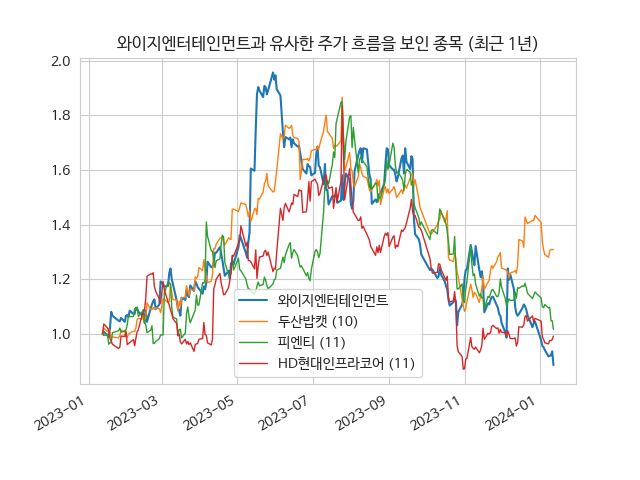 와이지엔터테인먼트과 유사한 주가 흐름을 보인 종목 (최근 1년)
2.0
1.8
1.6
1.4
1.2
1.0
와이지엔터테인먼트
두산밥캣 (10)
피엔티 (11)
HD현대인프라코어 (11)
2023-01
2023-03
2023-05
2023-07
2023-09
2023-11
2024-01